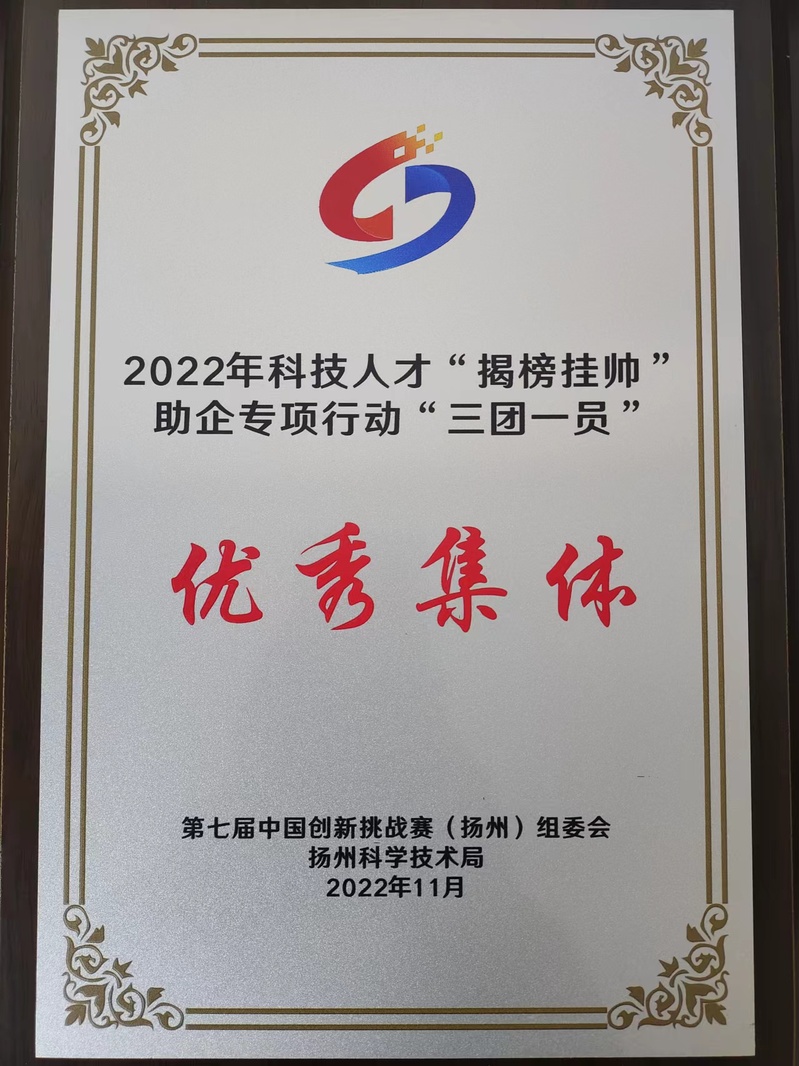 2022年科技人才“揭榜挂帅”
助企专项行动“三团一员”
优秀集体
第七届中国创新挑战赛（扬州）组委会
扬州科学技术局
2022年11月